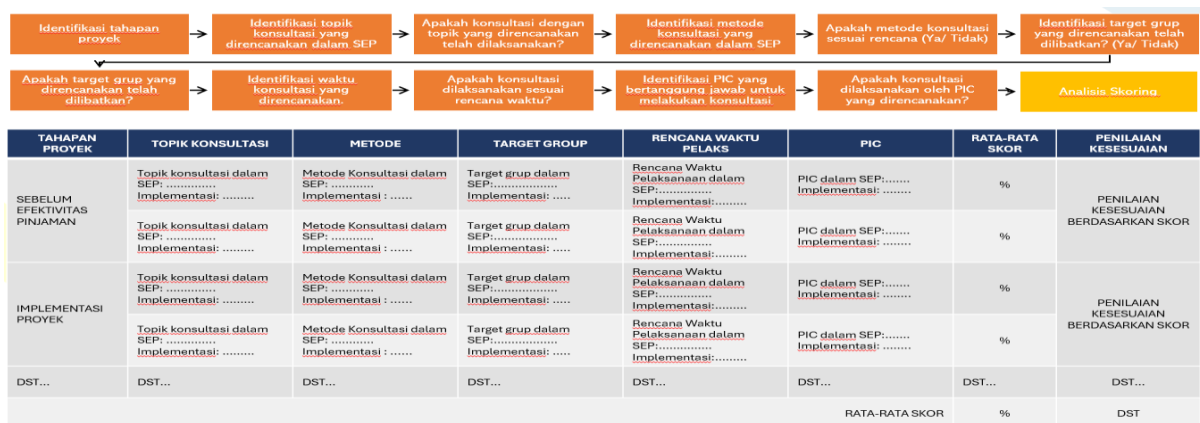 Identifikasi tahapan
proyek
Identifikasi topik
konsultasi yang
direncanakan dalam SEP
Apakah konsultasi dengan
topik yang direncanakan
telah dilaksanakan?
Identifikasi metode
konsultasi yang
direncanakan dalam SEP
Apakah metode konsultasi
sesuai rencana (Ya/ Tidak)
Identifikasi target grup
yang direncanakan telah
dilibatkan? (Ya/ Tidak)
Apakah target grup yang
direncanakan telah
dilibatkan?
Identifikasi waktu
konsultasi yang
direncanakan.
Apakah konsultasi
dilaksanakan sesuai
rencana waktu?
Identifikasi PIC yang
bertanggung jawab untuk
melakukan konsultasi
Apakah konsultasi
dilaksanakan oleh PIC
yang direncanakan?
Analisis Skoring.
TAHAPAN
PROYEK
TOPIK KONSULTASI
METODE
TARGET GROUP
RENCANA WAKTU
PELAKS
PIC
RATA-RATA
SKOR
PENILAIAN
KESESUAIAN
SEBELUM
EFEKTIVITAS
PINJAMAN
Topik konsultasi dalam
SEP: ..............
Implementasi: .........
Metode Konsultasi dalam
SEP: ............
Implementasi : ......
Target grup dalam
SEP:..................
Implementasi: .....
Rencana Waktu
Pelaksanaan dalam
SEP:...............
Implementasi:.........
PIC dalam SEP:.......
Implementasi: ........
%
PENILAIAN
KESESUAIAN
BERDASARKAN SKOR
Topik konsultasi dalam
SEP: ..............
Implementasi: .........
Metode Konsultasi dalam
SEP: ............
Implementasi : ......
Target grup dalam
SEP:..................
Implementasi: .....
Rencana Waktu
Pelaksanaan dalam
SEP:...............
Implementasi:.........
PIC dalam SEP:.......
Implementasi: ........
%
IMPLEMENTASI
PROYEK
Topik konsultasi dalam
SEP: ..............
Implementasi: .........
Metode Konsultasi dalam
SEP: ............
Implementasi : ......
Target grup dalam
SEP:..................
Implementasi: .....
Rencana Waktu
Pelaksanaan dalam
SEP:...............
Implementasi:.........
PIC dalam SEP:.......
Implementasi: ........
%
PENILAIAN
KESESUAIAN
BERDASARKAN SKOR
Topik konsultasi dalam
SEP: ..............
Implementasi: .........
Metode Konsultasi dalam
SEP: ............
Implementasi : ......
Target grup dalam
SEP:..................
Implementasi: .....
Rencana Waktu
Pelaksanaan dalam
SEP:...............
Implementasi:.........
PIC dalam SEP:.......
Implementasi: ........
%
DST... DST... DST... DST... DST... DST... DST... DST...
RATA-RATA SKOR % DST